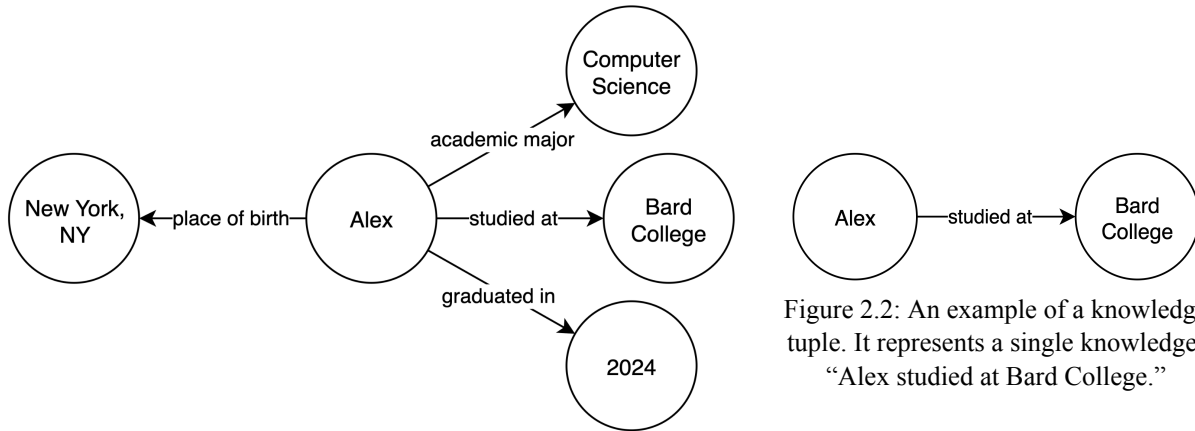 Computer
Science
academic major
New York,
NY
place of birth
Alex
studied at
Bard
College
graduated in
2024
Alex
studied at
Bard
College
Figure 2.2: An example of a knowledg
tuple. It represents a single knowledge
“Alex studied at Bard College.”